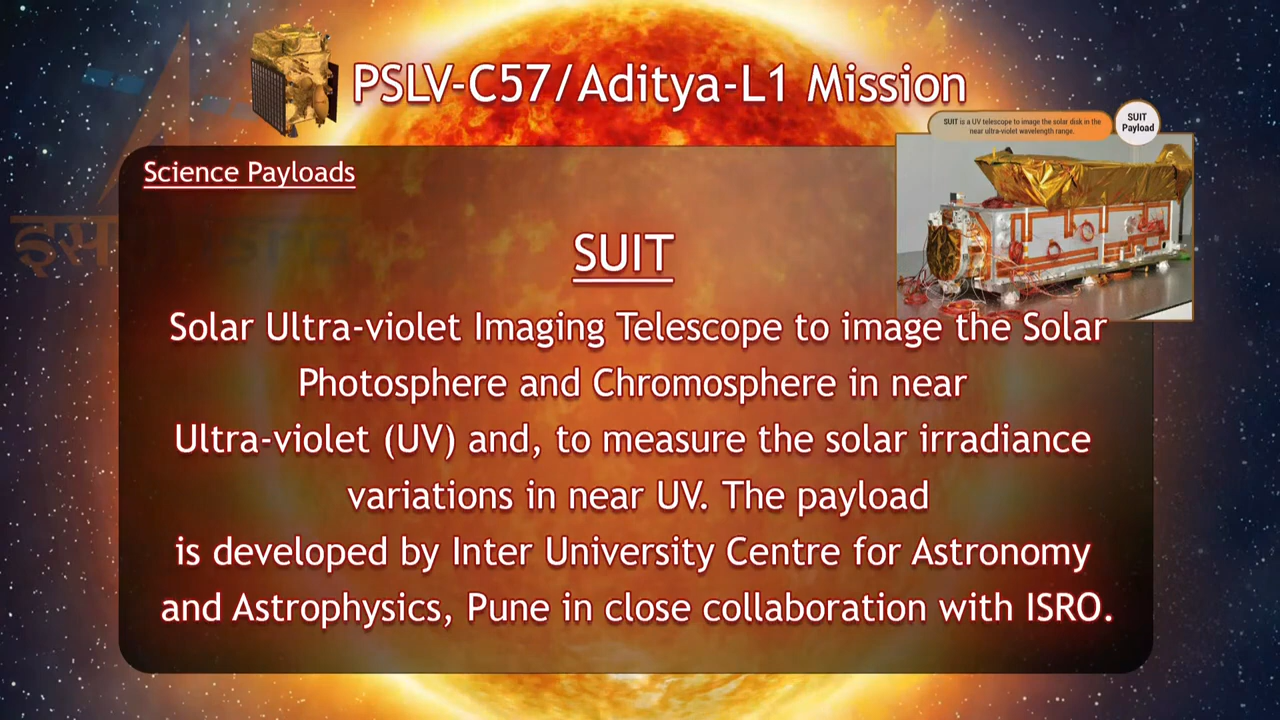 PSLV-C57/Aditya-L1 Mission
SUIT is a UV telescope to image the solar disk in the
near ultra-violet wavelength range.
SUIT
Payload
Science Payloads
इसरो isro
SUIT
Solar Ultra-violet Imaging Telescope to image the Solar
Photosphere and Chromosphere in near
Ultra-violet (UV) and, to measure the solar irradiance
variations in near UV. The payload
is developed by Inter University Centre for Astronomy
and Astrophysics, Pune in close collaboration with ISRO.